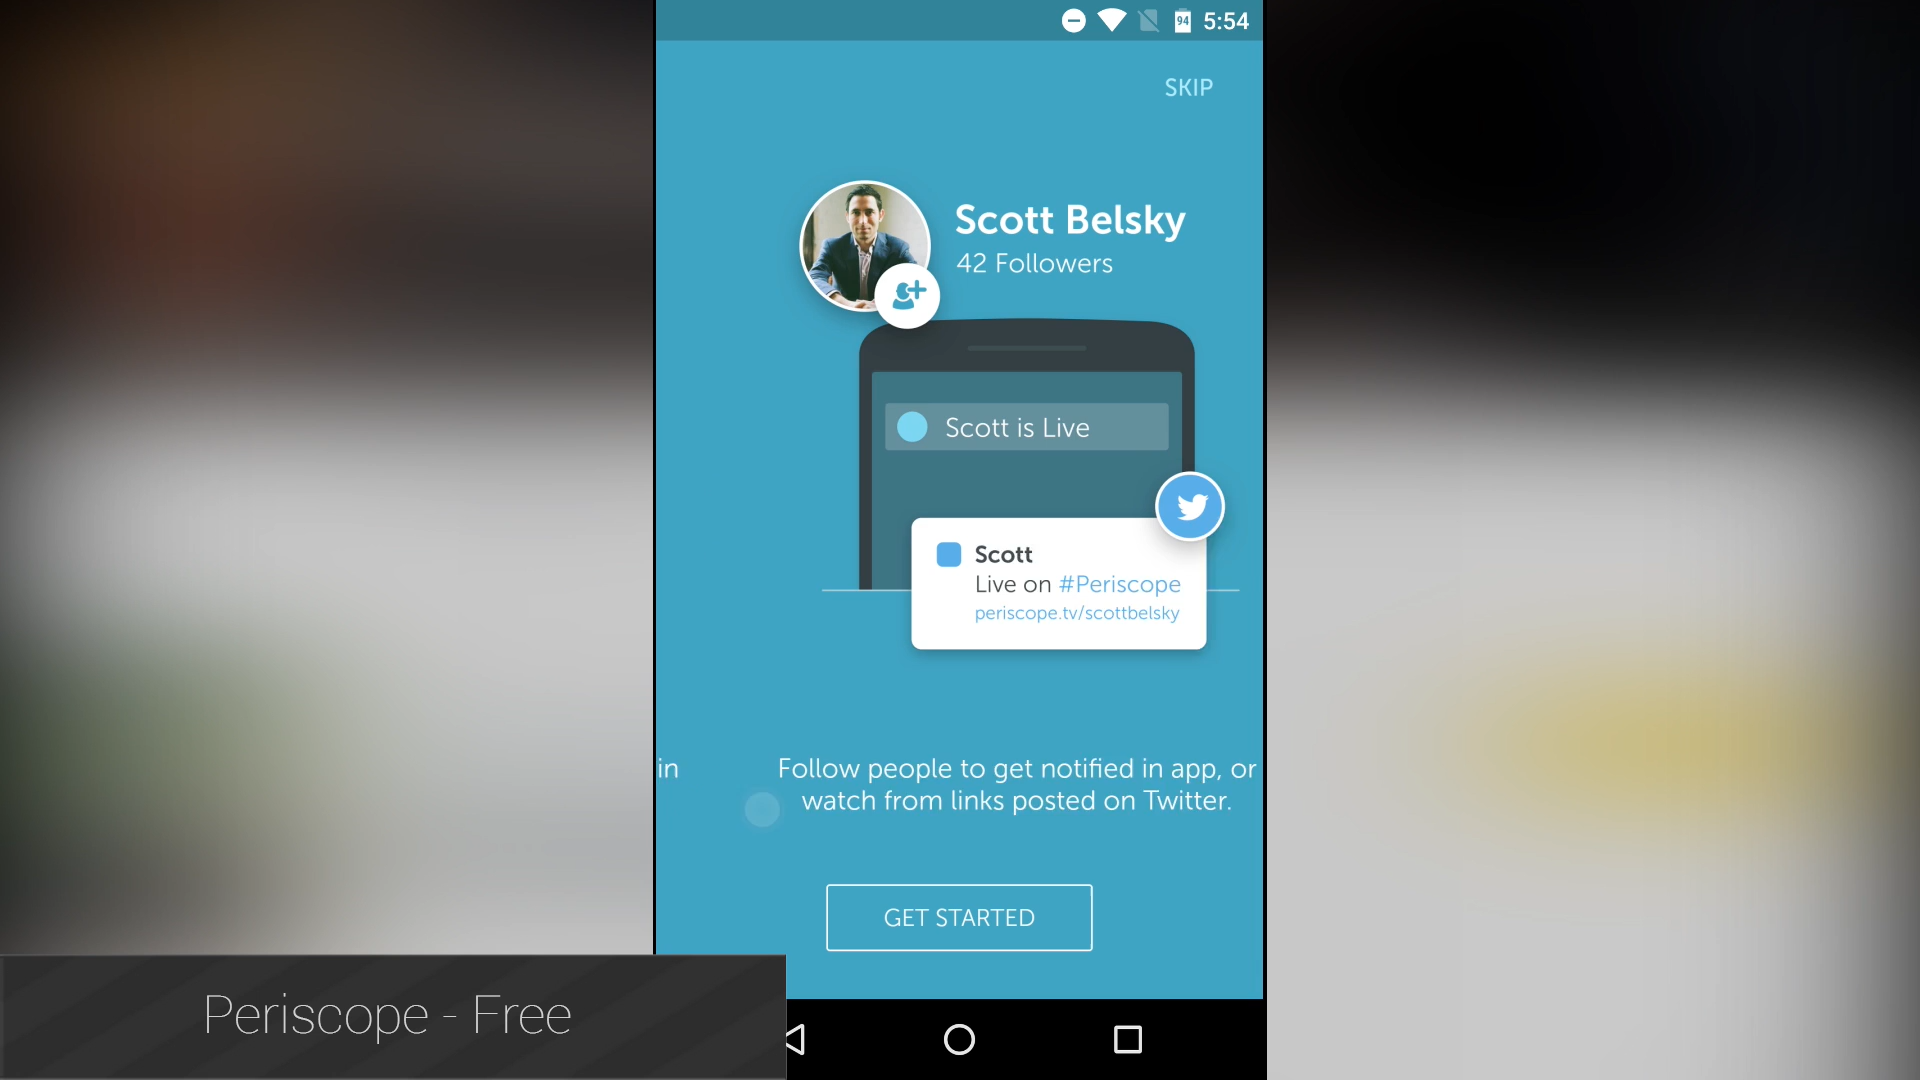 94 5:54
SKIP
Scott Belsky
42 Followers
Scott is Live
Scott
Live on #Periscope
periscope.tv/scottbelsky
in
Follow people to get notified in app, or
watch from links posted on Twitter.
GET STARTED
Periscope - Free